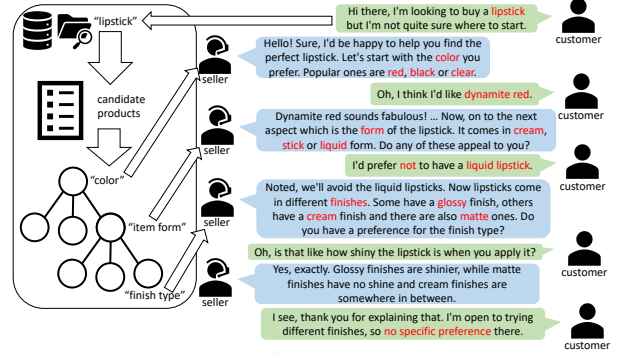 Hi there, I'm looking to buy a lipstick
but I'm not quite sure where to start.
customer
"lipstick"
Hello! Sure, I'd be happy to help you find the
perfect lipstick. Let's start with the color you
prefer. Popular ones are red, black or clear.
seller
Oh, I think I'd like dynamite red.
customer
candidate
products
Dynamite red sounds fabulous! ... Now, on to the next
aspect which is the form of the lipstick. It comes in cream,
stick or liquid form. Do any of these appeal to you?
seller
I'd prefer not to have a liquid lipstick.
customer
"color"
Noted, we'll avoid the liquid lipsticks. Now lipsticks come
in different finishes. Some have a glossy finish, others
have a cream finish and there are also matte ones. Do
you have a preference for the finish type?
seller
"item form"
Oh, is that like how shiny the lipstick is when you apply it?
customer
Yes, exactly. Glossy finishes are shinier, while matte
finishes have no shine and cream finishes are
somewhere in between.
seller
"finish type"
I see, thank you for explaining that. I'm open to trying
different finishes, so no specific preference there.
customer